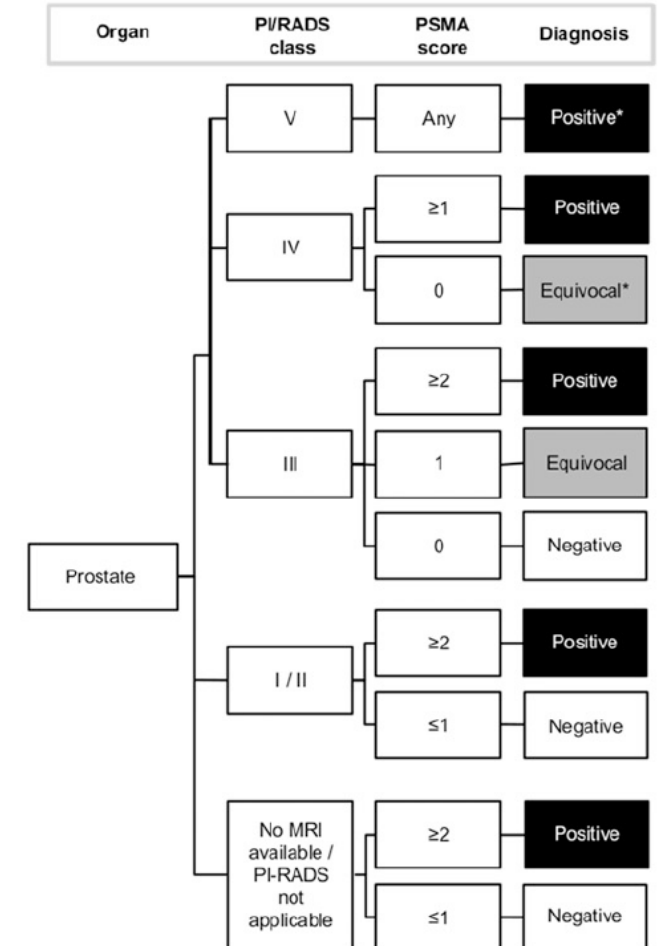 Organ
PI/RADS
class
PSMA
score
Diagnosis
V
Any
Positive*
IV
≥1
Positive
0
Equivocal*
III
≥2
Positive
1
Equivocal
0
Negative
Prostate
I / II
≥2
Positive
≤1
Negative
No MRI
available /
PI-RADS
not
applicable
≥2
Positive
≤1
Negative